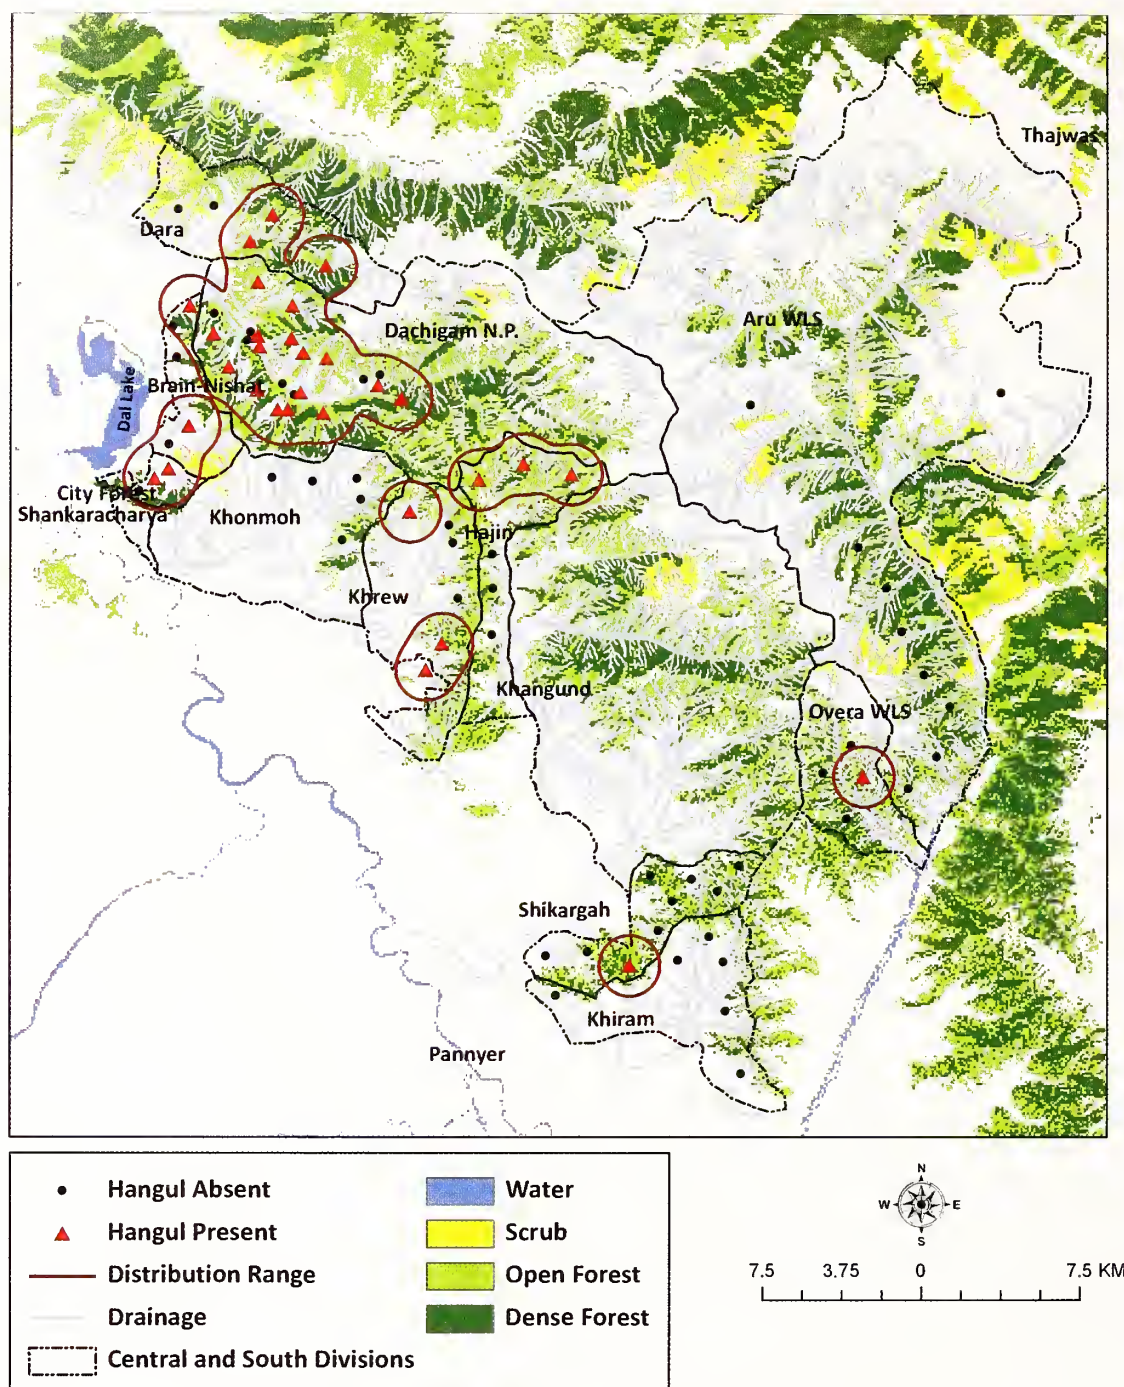 Thajwas
Dara
Aru WLS
Dachigam N.P.
Brain-Nishat
Dal Lake
City Forest
Shankaracharya
Khonmoh
Hajin
Khrew
Khangund
Overa WLS
Shikargah
Khiram
Pannyer
Hangul Absent
Hangul Present
Distribution Range
Drainage
Central and South Divisions
Water
Scrub
Open Forest
Dense Forest
N
W E
S
7.5 3.75 0 7.5 KM